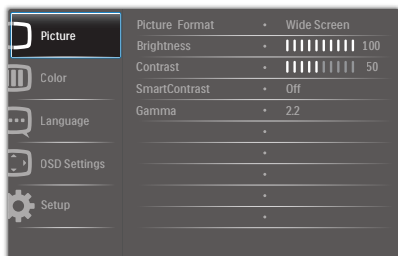 Picture
Color
Language
OSD Settings
Setup
Picture Format • Wide Screen
Brightness • 100
Contrast • 50
SmartContrast • Off
Gamma • 2.2
•
•
•
•
•